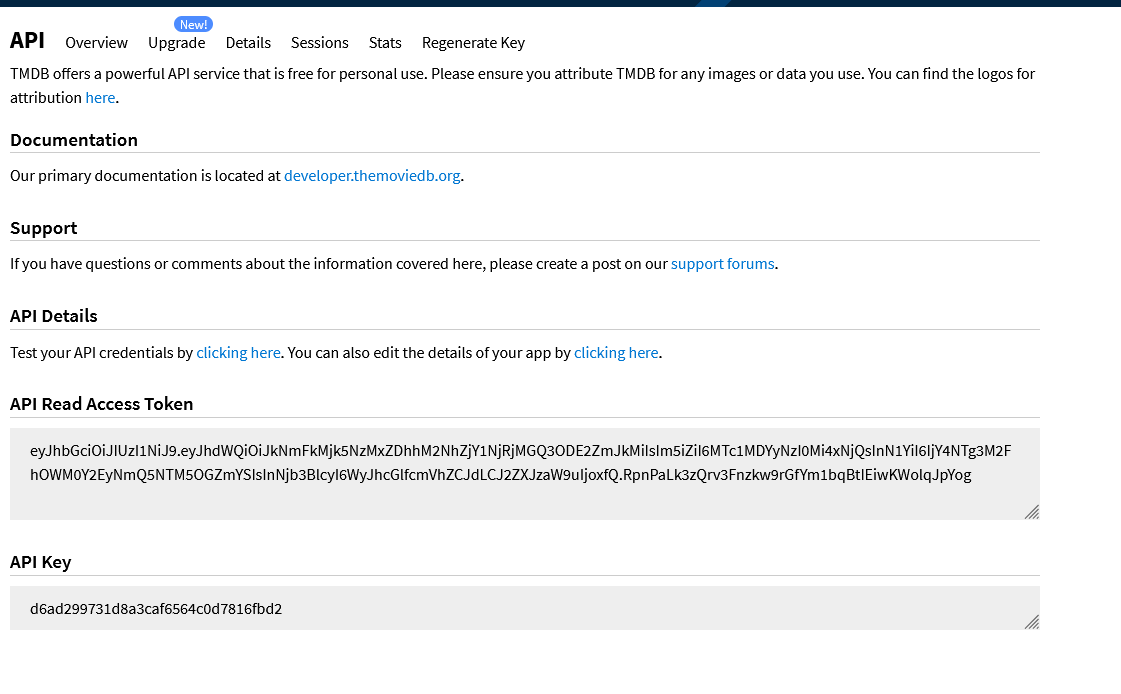 New!
API Overview Upgrade Details Sessions Stats Regenerate Key
TMDB offers a powerful API service that is free for personal use. Please ensure you attribute TMDB for any images or data you use. You can find the logos for
attribution here.
Documentation
Our primary documentation is located at developer.themoviedb.org.
Support
If you have questions or comments about the information covered here, please create a post on our support forums.
API Details
Test your API credentials by clicking here. You can also edit the details of your app by clicking here.
API Read Access Token
eyJhbGciOiJIUzI1NiJ9.eyJhdWQiOiJkNmFkMjk5NzMxZDhhM2NhZjY1NjRjMGQ3ODE2ZmJkMiIsIm5iZiI6MTc1MDYyNzI0Mi4xNjQsInN1YiI6IjY4NTg3M2F
hOWM0Y2EyNmQ5NTM5OGZmYSIsInNjb3BlcyI6WyJhcGlfcmVhZCJdLCJ2ZXJzaW9uIjoxfQ.RpnPaLk3zQrv3Fnzkw9rGfYm1bqBtIEiwKWolqJpYog
API Key
d6ad299731d8a3caf6564c0d7816fbd2